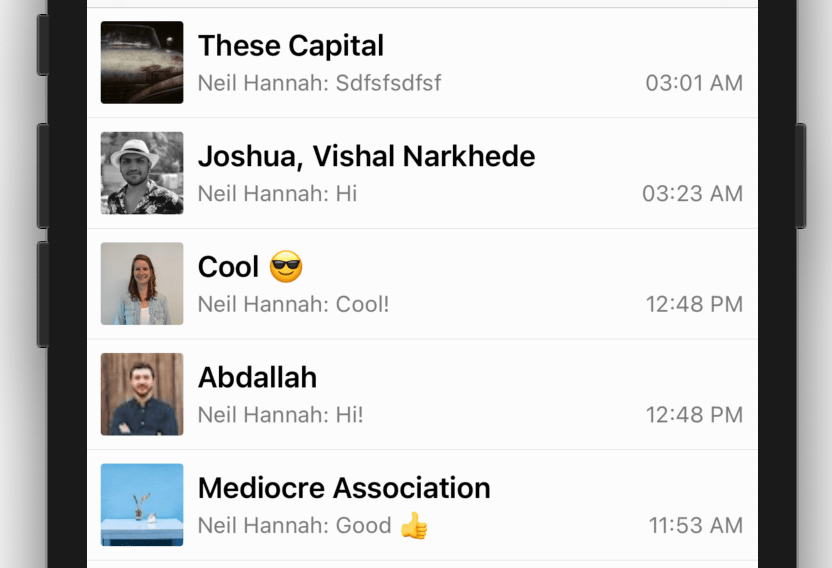 These Capital
Neil Hannah: Sdfsfsdfsf 03:01 AM
Joshua, Vishal Narkhede
Neil Hannah: Hi 03:23 AM
Cool 😎
Neil Hannah: Cool! 12:48 PM
Abdallah
Neil Hannah: Hi! 12:48 PM
Mediocre Association
Neil Hannah: Good 👍 11:53 AM